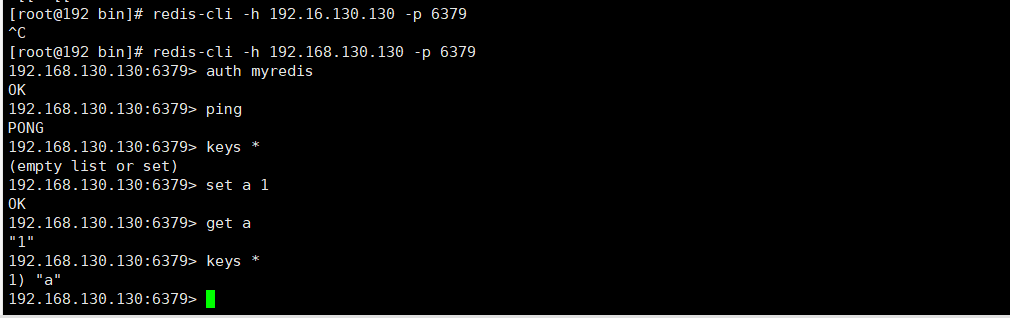 [root@192 bin]# redis-cli -h 192.16.130.130 -p 6379
^C
[root@192 bin]# redis-cli -h 192.168.130.130 -p 6379
192.168.130.130:6379> auth myredis
OK
192.168.130.130:6379> ping
PONG
192.168.130.130:6379> keys *
(empty list or set)
192.168.130.130:6379> set a 1
OK
192.168.130.130:6379> get a
"1"
192.168.130.130:6379> keys *
1) "a"
192.168.130.130:6379>